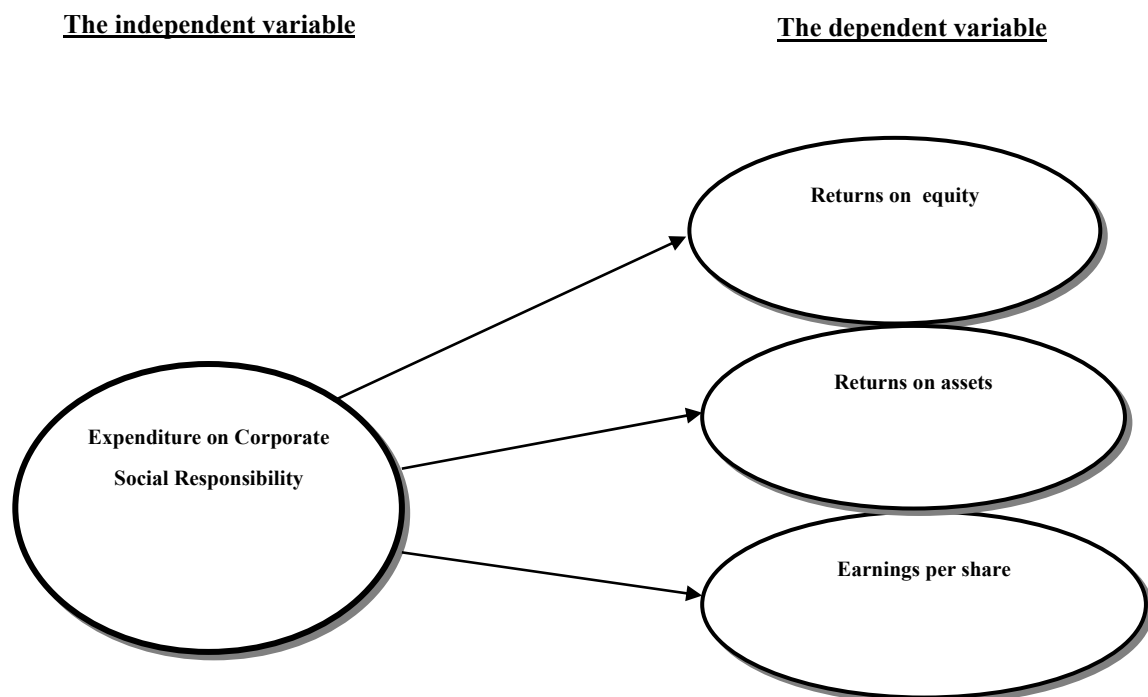 The independent variable
The dependent variable
Returns on equity
Returns on assets
Expenditure on Corporate
Social Responsibility
Earnings per share